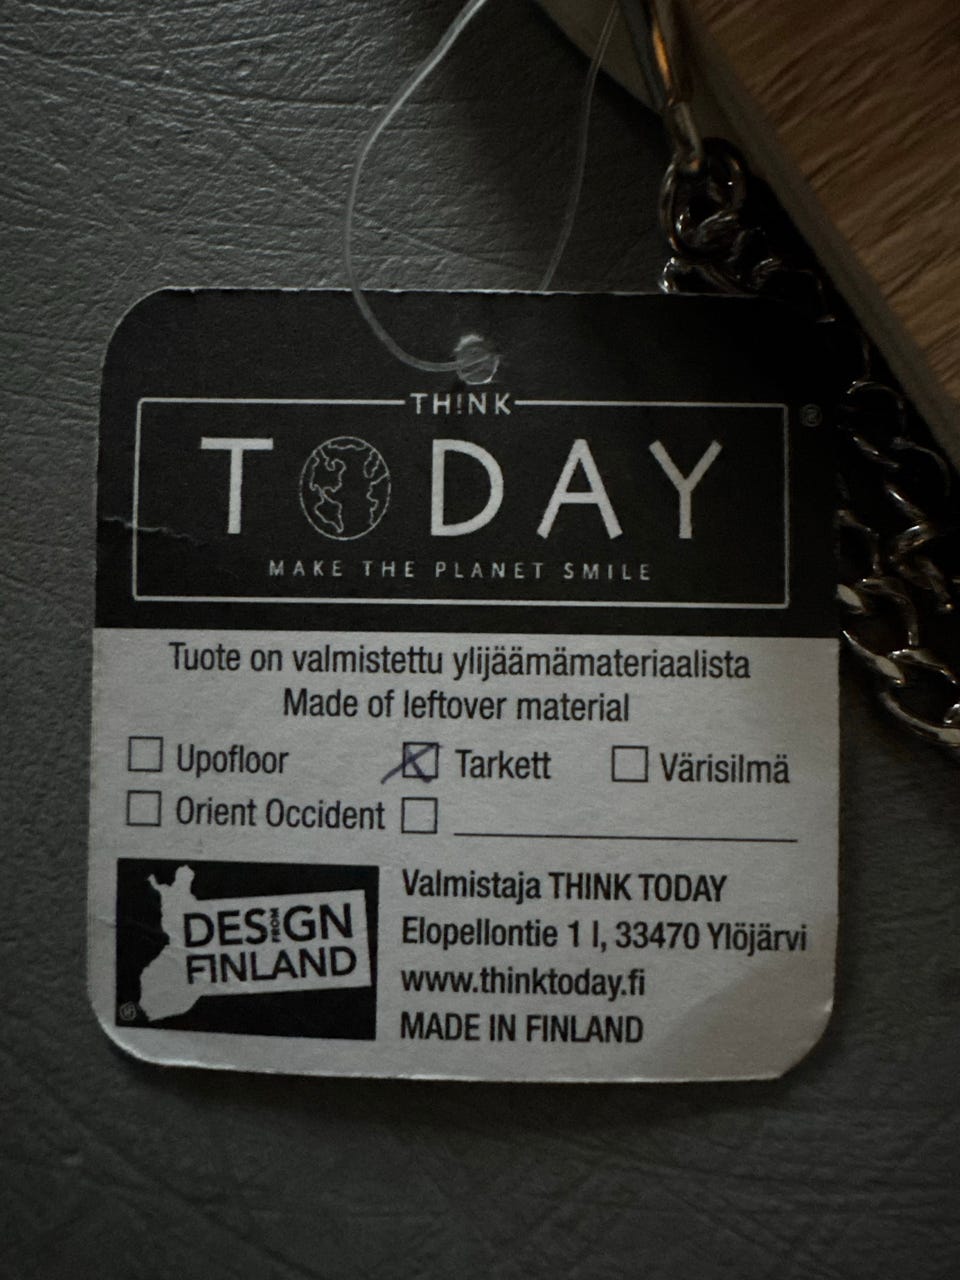 TH!NK
TODAY
®
MAKE THE PLANET SMILE
Tuote on valmistettu ylijäämämateriaalista
Made of leftover material
Upofloor Tarkett Värisilmä
Orient Occident
DESIGN FROM
FINLAND
®
Valmistaja THINK TODAY
Elopellontie 1 I, 33470 Ylöjärvi
www.thinktoday.fi
MADE IN FINLAND